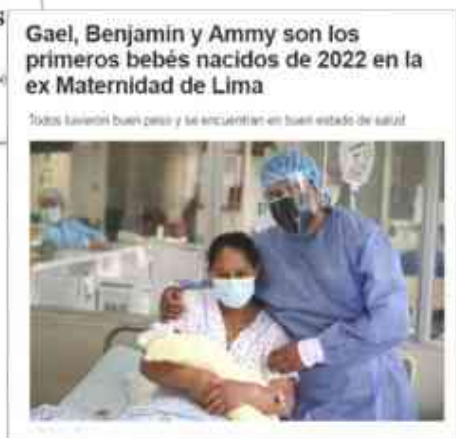 Gael, Benjamín y Ammy son los
primeros bebés nacidos de 2022 en la
ex Maternidad de Lima
Todos tuvieron buen peso y se encuentran en buen estado de salud